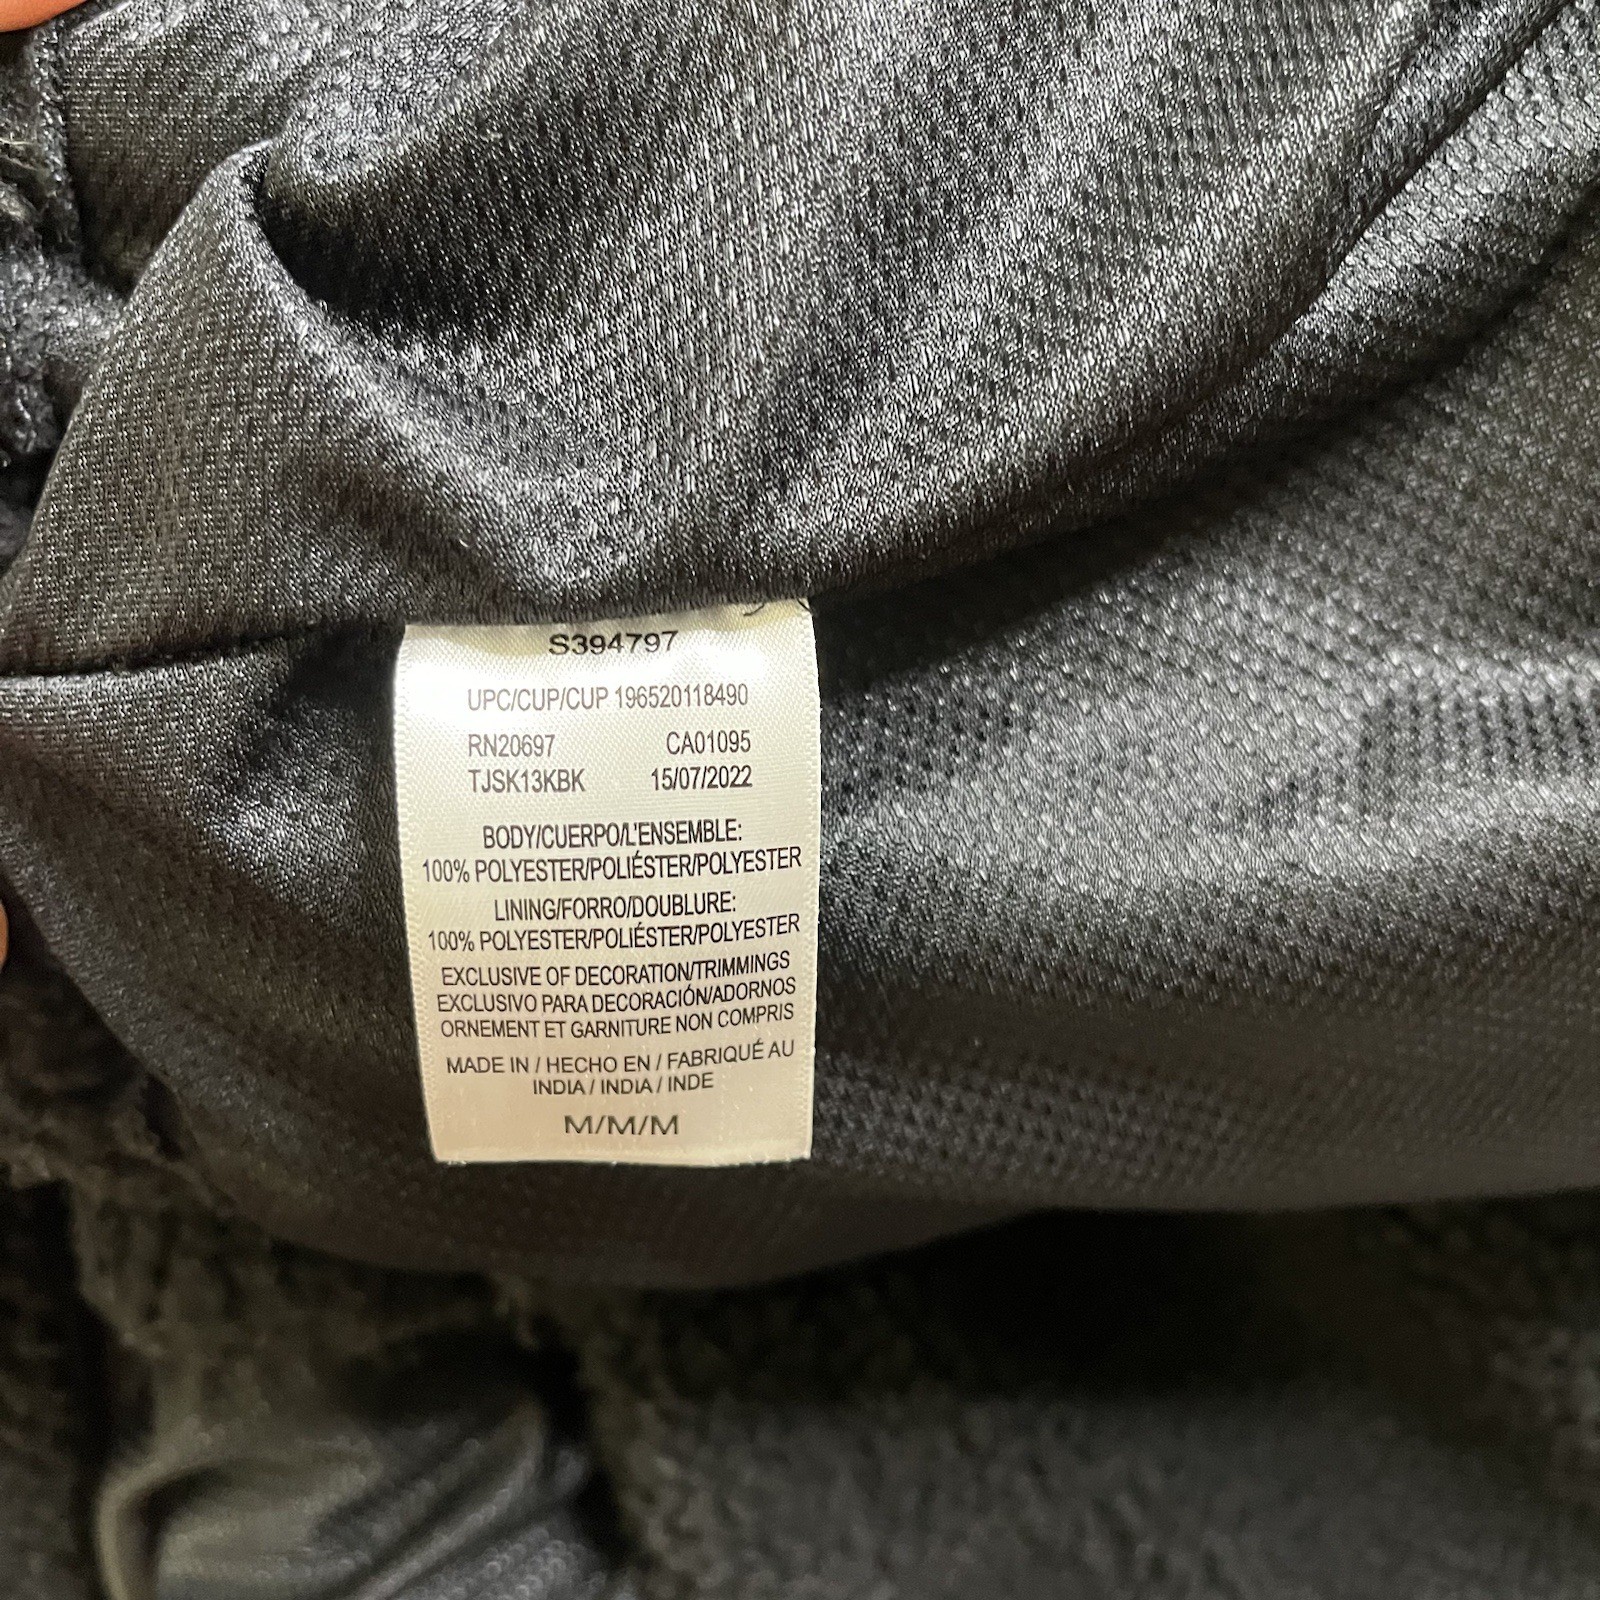 S394797
UPC/CUP/CUP 196520118490
RN20697 CA01095
TJSK13KBK 15/07/2022
BODY/CUERPO/L'ENSEMBLE:
100% POLYESTER/POLIÉSTER/POLYESTER
LINING/FORRO/DOUBLURE:
100% POLYESTER/POLIÉSTER/POLYESTER
EXCLUSIVE OF DECORATION/TRIMMINGS
EXCLUSIVO PARA DECORACIÓN/ADORNOS
ORNEMENT ET GARNITURE NON COMPRIS
MADE IN / HECHO EN / FABRIQUÉ AU
INDIA / INDIA / INDE
M/M/M